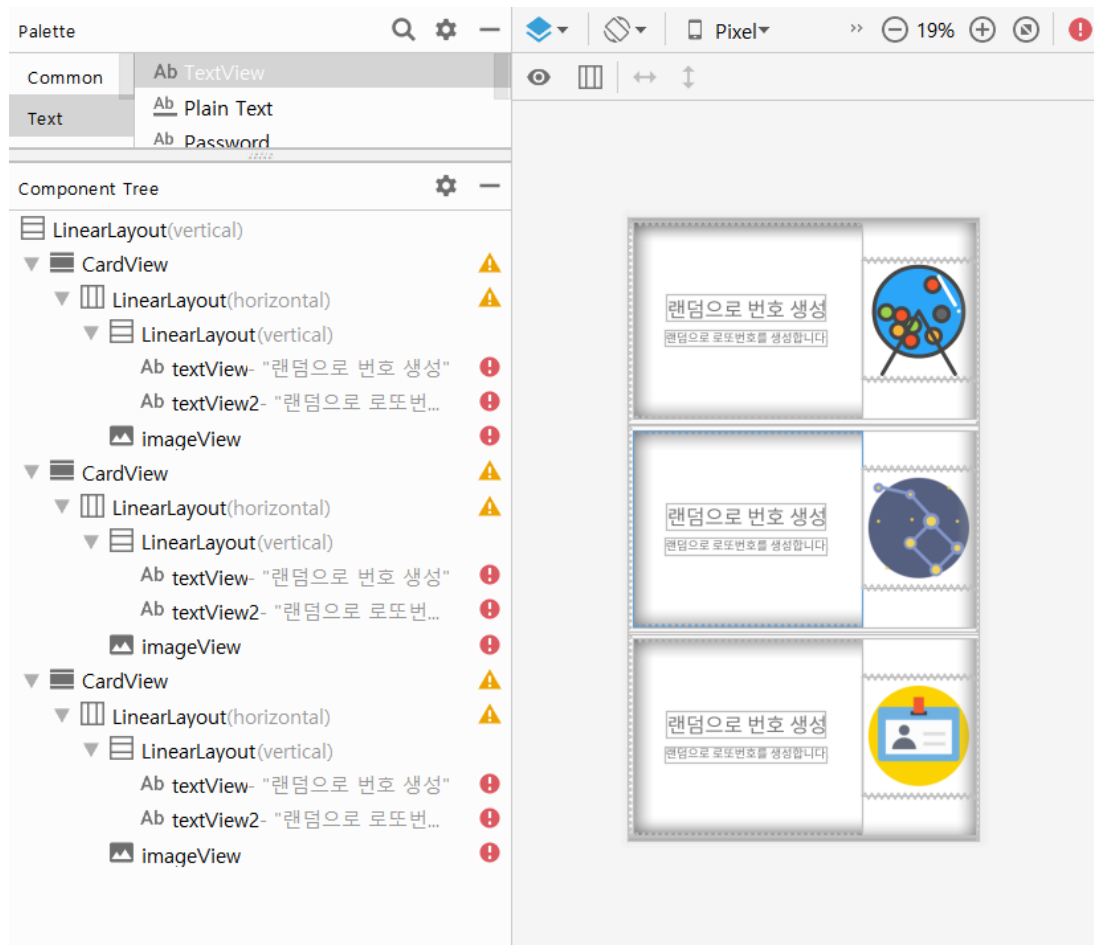 Palette
Pixel
19%
Common
Ab TextView
Text
Ab Plain Text
Ab Password
Component Tree
LinearLayout(vertical)
CardView
LinearLayout(horizontal)
LinearLayout(vertical)
Ab textView- "랜덤으로 번호 생성"
Ab textView2- "랜덤으로 로또번...
imageView
CardView
LinearLayout(horizontal)
LinearLayout(vertical)
Ab textView- "랜덤으로 번호 생성"
Ab textView2- "랜덤으로 로또번...
imageView
CardView
LinearLayout(horizontal)
LinearLayout(vertical)
Ab textView- "랜덤으로 번호 생성"
Ab textView2- "랜덤으로 로또번...
imageView
랜덤으로 번호 생성
랜덤으로 로또번호를 생성합니다
랜덤으로 번호 생성
랜덤으로 로또번호를 생성합니다
랜덤으로 번호 생성
랜덤으로 로또번호를 생성합니다